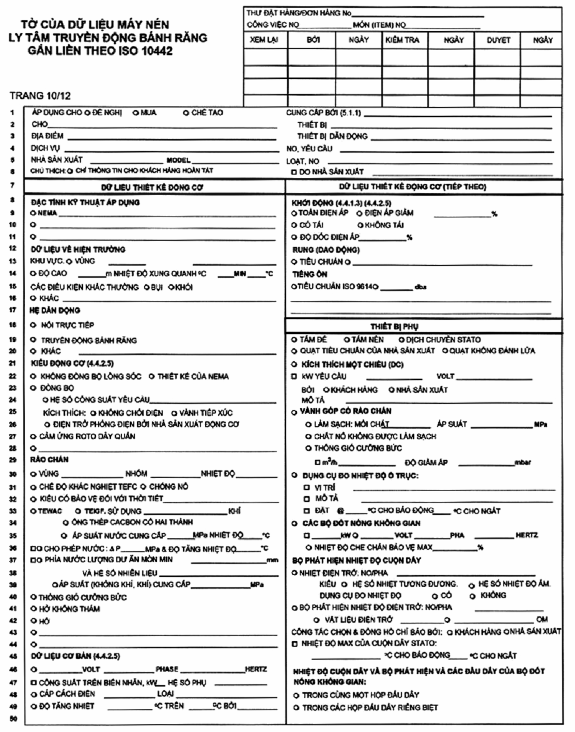 TỜ CỦA DỮ LIỆU MÁY NÉN
LY TÂM TRUYỀN ĐỘNG BÁNH RĂNG
GẮN LIỀN THEO ISO 10442
TRANG 10/12
THƯ ĐẶT HÀNG/ĐƠN HÀNG No
CÔNG VIỆC NO MÓN (ITEM) NO
XEM LẠI BỞI NGÀY KIỂM TRA NGÀY DUYỆT NGÀY
1 ÁP DỤNG CHO O ĐỀ NGHỊ O MUA O CHẾ TẠO CUNG CẤP BỞI (5.1.1)
2 CHO THIẾT BỊ
3 ĐỊA ĐIỂM THIẾT BỊ DẪN ĐỘNG
4 DỊCH VỤ NO, YÊU CẦU
5 NHÀ SẢN XUẤT MODEL LOẠT, NO
6 CHÚ THÍCH: O CHỈ THÔNG TIN CHO KHÁCH HÀNG HOÀN TẤT □ DO NHÀ SẢN XUẤT
7 DỮ LIỆU THIẾT KẾ ĐỘNG CƠ
8 ĐẶC TÍNH KỸ THUẬT ÁP DỤNG
9 O NEMA
10 O
11 O
12 DỮ LIỆU VỀ HIỆN TRƯỜNG
13 KHU VỰC. O VÙNG
14 O ĐỘ CAO m NHIỆT ĐỘ XUNG QUANH ºC MIN ºC
15 CÁC ĐIỀU KIỆN KHÁC THƯỜNG O BỤI O KHÓI
16 O KHÁC
17 HỆ DẪN ĐỘNG
18 O NỐI TRỰC TIẾP
19 O TRUYỀN ĐỘNG BÁNH RĂNG
20 O KHÁC
21 KIỂU ĐỘNG CƠ (4.4.2.5)
22 O KHÔNG ĐỒNG BỘ LỒNG SÓC O THIẾT KẾ CỦA NEMA
23 O ĐỒNG BỘ
24 O HỆ SỐ CÔNG SUẤT YÊU CẦU
25 KÍCH THÍCH: O KHÔNG CHỔI ĐIỆN O VÀNH TIẾP XÚC
26 O ĐIỆN TRỞ PHÓNG ĐIỆN BỞI NHÀ SẢN XUẤT ĐỘNG CƠ
27 O CẢM ỨNG ROTO DÂY QUẤN
28 O
29 RÀO CHẮN
30 O VÙNG NHÓM NHIỆT ĐỘ
31 O CHẾ ĐỘ KHẮC NGHIỆT TEFC O CHỐNG NỔ
32 O KIỂU CÓ BẢO VỆ ĐỐI VỚI THỜI TIẾT
33 O TEWAC O TEIGF. SỬ DỤNG KHÍ
34 O ỐNG THÉP CACBON CÓ HAI THÀNH
35 O ÁP SUẤT NƯỚC CUNG CẤP MPa NHIỆT ĐỘ ºC
36 □O CHO PHÉP NƯỚC: Δ P MPa & ĐỘ TĂNG NHIỆT ĐỘ ºC
37 □O PHÍA NƯỚC LƯỢNG DƯ ĂN MÒN MIN mm
38 VÀ HỆ SỐ NHIÊN LIỆU
39 O ÁP SUẤT (KHÔNG KHÍ, KHÍ) CUNG CẤP MPa
40 O THÔNG GIÓ CƯỠNG BỨC
41 O HỞ KHÔNG THẤM
42 O HỞ
43 O
44 O
45 DỮ LIỆU CƠ BẢN (4.4.2.5)
46 O VOLT PHASE HERTZ
47 □ CÔNG SUẤT TRÊN BIỂN NHÃN, kW HỆ SỐ PHỤ
48 O CẤP CÁCH ĐIỆN LOẠI
49 O ĐỘ TĂNG NHIỆT ºC TRÊN ºC BỞI
50
DỮ LIỆU THIẾT KẾ ĐỘNG CƠ (TIẾP THEO)
KHỞI ĐỘNG (4.4.1.3) (4.4.2.5)
O TOÀN ĐIỆN ÁP O ĐIỆN ÁP GIẢM %
O CÓ TẢI O KHÔNG TẢI
O ĐỘ DỐC ĐIỆN ÁP %
RUNG (DAO ĐỘNG)
O TIÊU CHUẨN O
TIẾNG ỒN
O TIÊU CHUẨN ISO 9614 O dba
THIẾT BỊ PHỤ
O TẤM ĐẾ O TẤM NÉN O DỊCH CHUYỂN STATO
O QUẠT TIÊU CHUẨN CỦA NHÀ SẢN XUẤT O QUẠT KHÔNG ĐÁNH LỬA
O KÍCH THÍCH MỘT CHIỀU (DC)
□ kW YÊU CẦU VOLT
BỞI O KHÁCH HÀNG O NHÀ SẢN XUẤT
MÔ TẢ
O VÀNH GÓP CÓ RÀO CHẮN
O LÀM SẠCH: MÔI CHẤT ÁP SUẤT MPa
O CHẤT NỔ KHÔNG ĐƯỢC LÀM SẠCH
O THÔNG GIÓ CƯỠNG BỨC
□ m³/h ĐỘ GIẢM ÁP mbar
O DỤNG CỤ ĐO NHIỆT ĐỘ Ổ TRỤC:
□ VỊ TRÍ
□ MÔ TẢ
□ ĐẶT @ ºC CHO BÁO ĐỘNG ºC CHO NGẮT
O CÁC BỘ ĐỐT NÓNG KHÔNG GIAN
□ kW O VOLT PHA HERTZ
O NHIỆT ĐỘ CHE CHẮN BẢO VỆ MAX %
BỘ PHÁT HIỆN NHIỆT ĐỘ CUỘN DÂY
O NHIỆT ĐIỆN TRỞ: NO/PHA
KIỂU O HỆ SỐ NHIỆT TƯƠNG ĐƯƠNG. O HỆ SỐ NHIỆT ĐỘ ÂM.
DỤNG CỤ ĐO NHIỆT ĐỘ O CÓ O KHÔNG
O BỘ PHÁT HIỆN NHIỆT ĐỘ ĐIỆN TRỞ: NO/PHA
O VẬT LIỆU ĐIỆN TRỞ O OM
CÔNG TẮC CHỌN & ĐỒNG HỒ CHỈ BÁO BỞI: O KHÁCH HÀNG O NHÀ SẢN XUẤT
□ NHIỆT ĐỘ MAX CỦA CUỘN DÂY STATO:
ºC CHO BÁO ĐỘNG ºC CHO NGẮT
NHIỆT ĐỘ CUỘN DÂY VÀ BỘ PHÁT HIỆN VÀ CÁC ĐẦU DÂY CỦA BỘ ĐỐT
NÓNG KHÔNG GIAN:
O TRONG CÙNG MỘT HỘP ĐẦU DÂY
O TRONG CÁC HỘP ĐẦU DÂY RIÊNG BIỆT